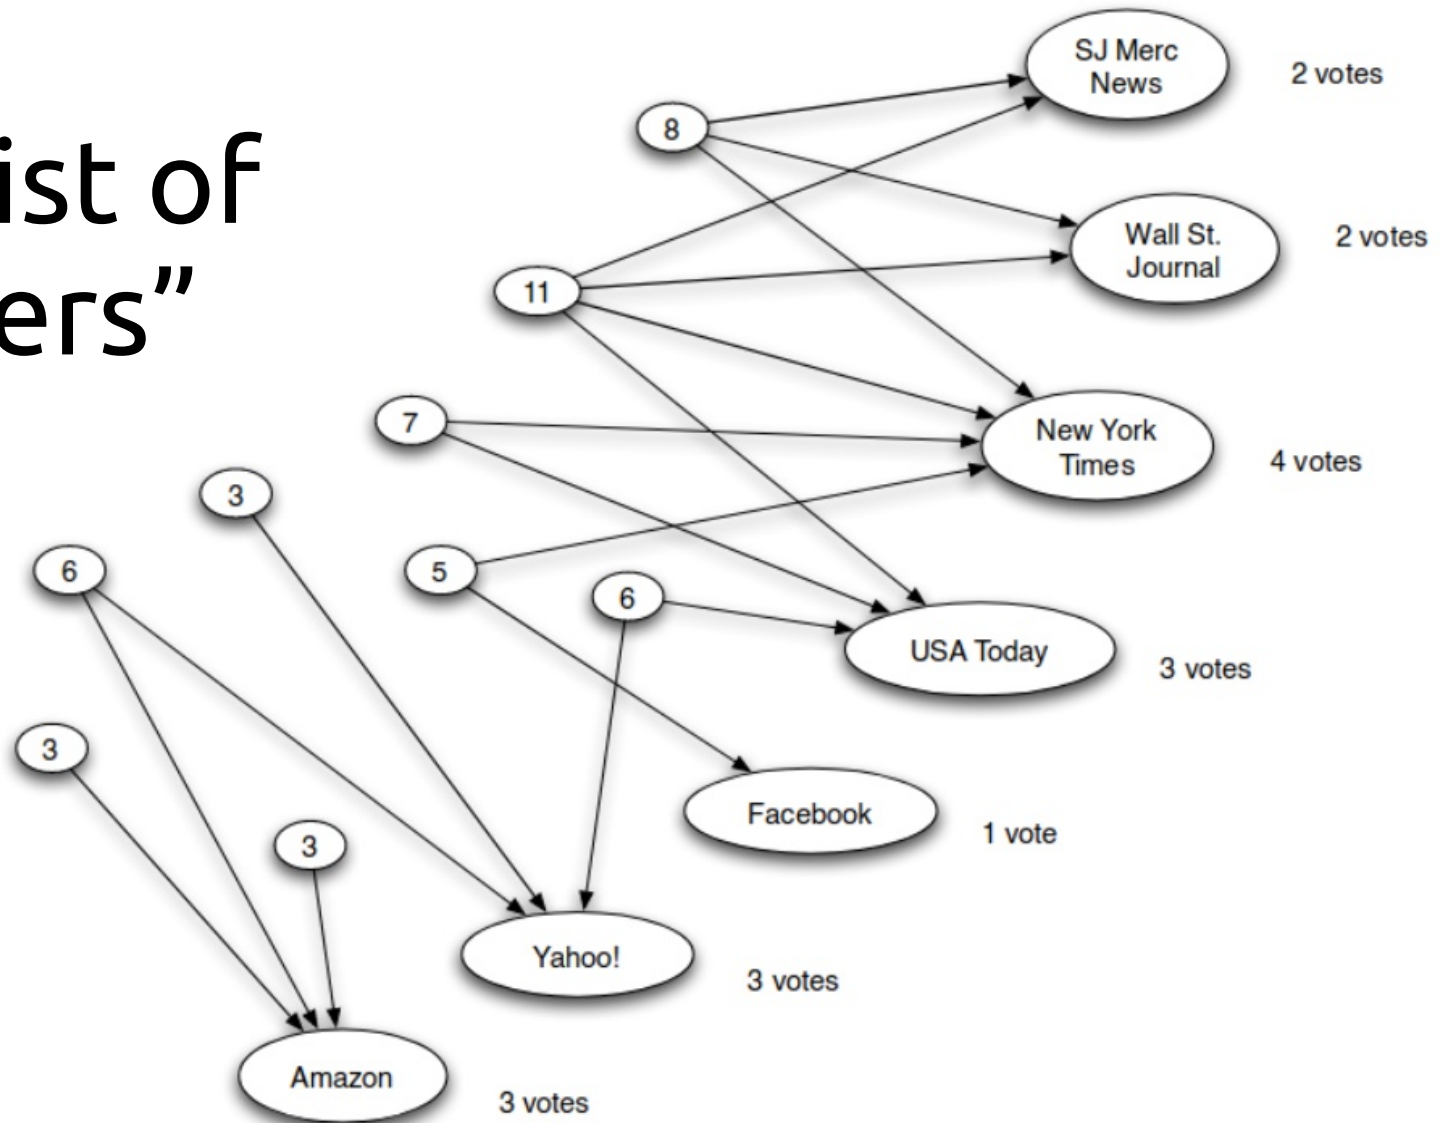 ist of
ers”
SJ Merc
News
2 votes
8
Wall St.
Journal
2 votes
11
New York
Times
4 votes
7
3
5
6
6
USA Today
3 votes
3
Facebook
1 vote
3
Yahoo!
3 votes
Amazon
3 votes